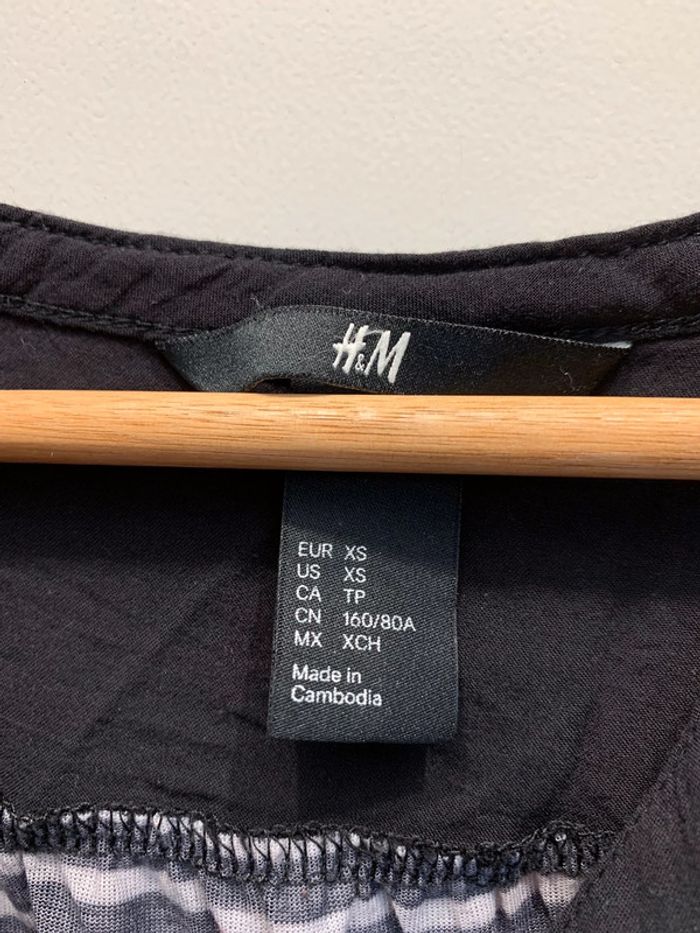 H&M
EUR XS
US XS
CA TP
CN 160/80A
MX XCH
Made in
Cambodia